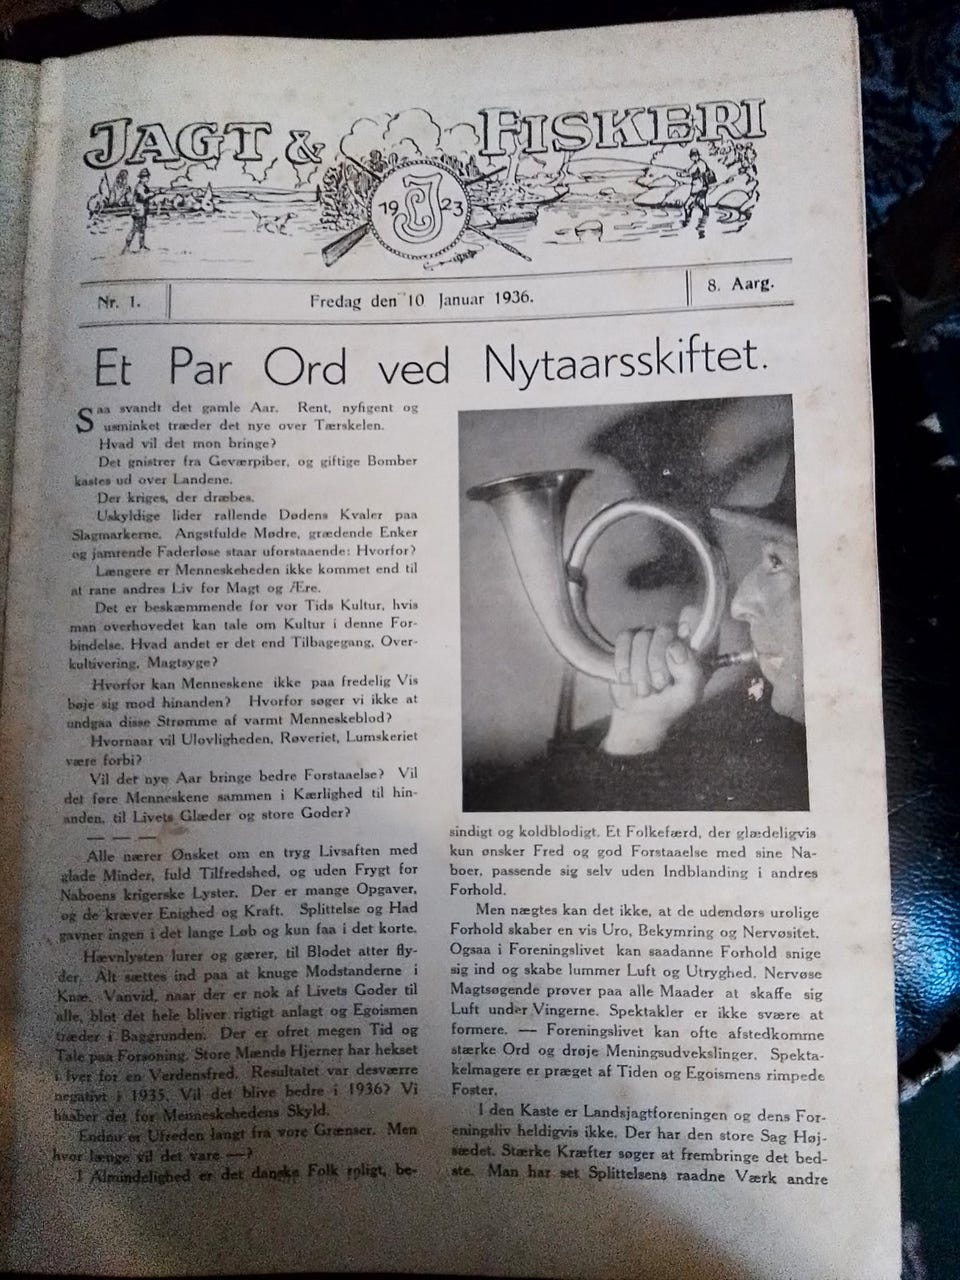 JAGT & FISKERI
19 J 23
Nr. 1.
Fredag den 10 Januar 1936.
8. Aarg.
Et Par Ord ved Nytaarsskiftet.
Saa svandt det gamle Aar. Rent, nyfigent og
usminket træder det nye over Tærskelen.
Hvad vil det mon bringe?
Det gnistrer fra Geværpiber, og giftige Bomber
kastes ud over Landene.
Der kriges, der dræbes.
Uskyldige lider rallende Dødens Kvaler paa
Slagmarkerne. Angstfulde Mødre, grædende Enker
og jamrende Faderløse staar uforstaaende: Hvorfor?
Længere er Menneskeheden ikke kommet end til
at rane andres Liv for Magt og Ære.
Det er beskæmmende for vor Tids Kultur, hvis
man overhovedet kan tale om Kultur i denne For-
bindelse. Hvad andet er det end Tilbagegang, Over-
kultivering, Magtsyge?
Hvorfor kan Menneskene ikke paa fredelig Vis
bøje sig mod hinanden? Hvorfor søger vi ikke at
undgaa disse Strømme af varmt Menneskeblod?
Hvornaar vil Ulovligheden, Røveriet, Lumskeriet
være forbi?
Vil det nye Aar bringe bedre Forstaaelse? Vil
det føre Menneskene sammen i Kærlighed til hin-
anden, til Livets Glæder og store Goder?
— — —
Alle nærer Ønsket om en tryg Livsaften med
glade Minder, fuld Tilfredshed, og uden Frygt for
Naboens krigerske Lyster. Der er mange Opgaver,
og de kræver Enighed og Kraft. Splittelse og Had
gavner ingen i det lange Løb og kun faa i det korte.
Hævnlysten lurer og gærer, til Blodet atter fly-
der. Alt sættes ind paa at knuge Modstanderne i
Knæ. Vanvid, naar der er nok af Livets Goder til
alle, blot det hele bliver rigtigt anlagt og Egoismen
træder i Baggrunden. Der er ofret megen Tid og
Tale paa Forsoning. Store Mænds Hjerner har hekset
i Iver for en Verdensfred. Resultatet var desværre
negativt i 1935. Vil det blive bedre i 1936? Vi
haaber det for Menneskehedens Skyld.
Endnu er Ufreden langt fra vore Grænser. Men
hvor længe vil det vare —?
I Almindelighed er det danske Folk roligt, be-
sindigt og koldblodigt. Et Folkefærd, der glædeligvis
kun ønsker Fred og god Forstaaelse med sine Na-
boer, passende sig selv uden Indblanding i andres
Forhold.
Men nægtes kan det ikke, at de udendørs urolige
Forhold skaber en vis Uro, Bekymring og Nervøsitet.
Ogsaa i Foreningslivet kan saadanne Forhold snige
sig ind og skabe lummer Luft og Utryghed. Nervøse
Magtsøgende prøver paa alle Maader at skaffe sig
Luft under Vingerne. Spektakler er ikke svære at
formere. — Foreningslivet kan ofte afstedkomme
stærke Ord og drøje Meningsudvekslinger. Spekta-
kelmagere er præget af Tiden og Egoismens rimpede
Foster.
I den Kaste er Landsjagtforeningen og dens For-
eningsliv heldigvis ikke. Der har den store Sag Høj-
sædet. Stærke Kræfter søger at frembringe det bed-
ste. Man har set Splittelsens raadne Værk andre